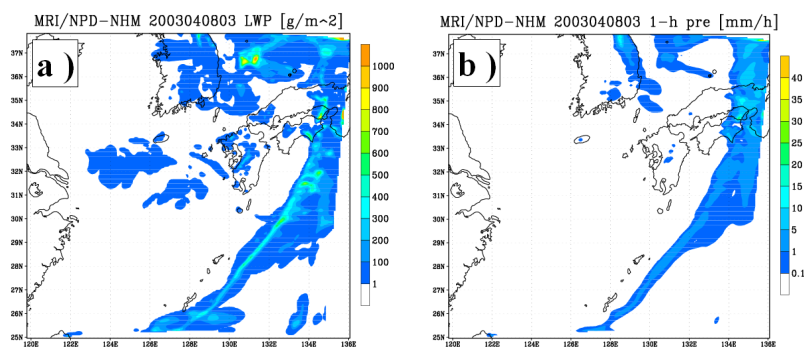 MRI/NPD-NHM 2003040803 LWP [g/m^2]
a )
37N
36N
35N
34N
33N
32N
31N
30N
29N
28N
27N
26N
25N
120E 122E 124E 126E 128E 130E 132E 134E 136E
1000
900
800
700
600
500
400
300
200
100
1
MRI/NPD-NHM 2003040803 1-h pre [mm/h]
b )
37N
36N
35N
34N
33N
32N
31N
30N
29N
28N
27N
26N
25N
120E 122E 124E 126E 128E 130E 132E 134E 136E
40
35
30
25
20
15
10
5
1
0.1